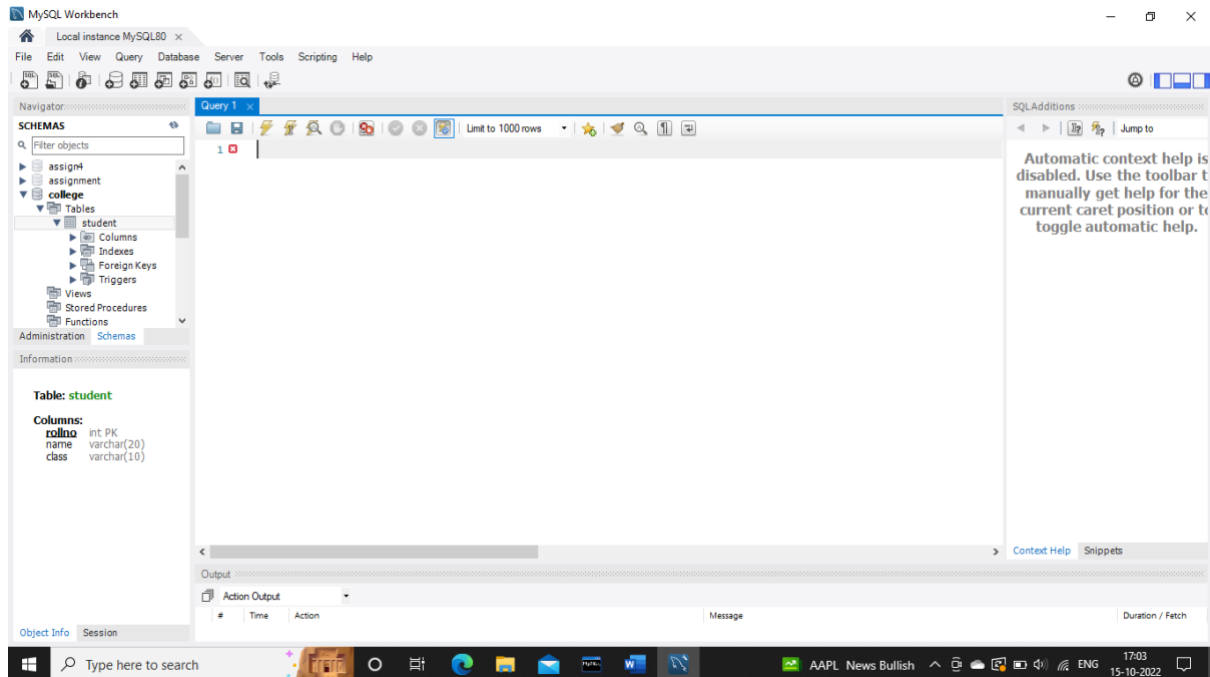 MySQL Workbench
Local instance MySQL80
File Edit View Query Database Server Tools Scripting Help
Navigator
SCHEMAS
Filter objects
assign4
assignment
college
Tables
student
Columns
Indexes
Foreign Keys
Triggers
Views
Stored Procedures
Functions
Administration Schemas
Information
Table: student
Columns:
rollno int PK
name varchar(20)
class varchar(10)
Object Info Session
Query 1
Limit to 1000 rows
1
Output
Action Output
# Time Action Message Duration / Fetch
SQLAdditions
Jump to
Automatic context help is
disabled. Use the toolbar t
manually get help for the
current caret position or to
toggle automatic help.
Context Help Snippets
Type here to search
AAPL News Bullish ENG
17:03
15-10-2022